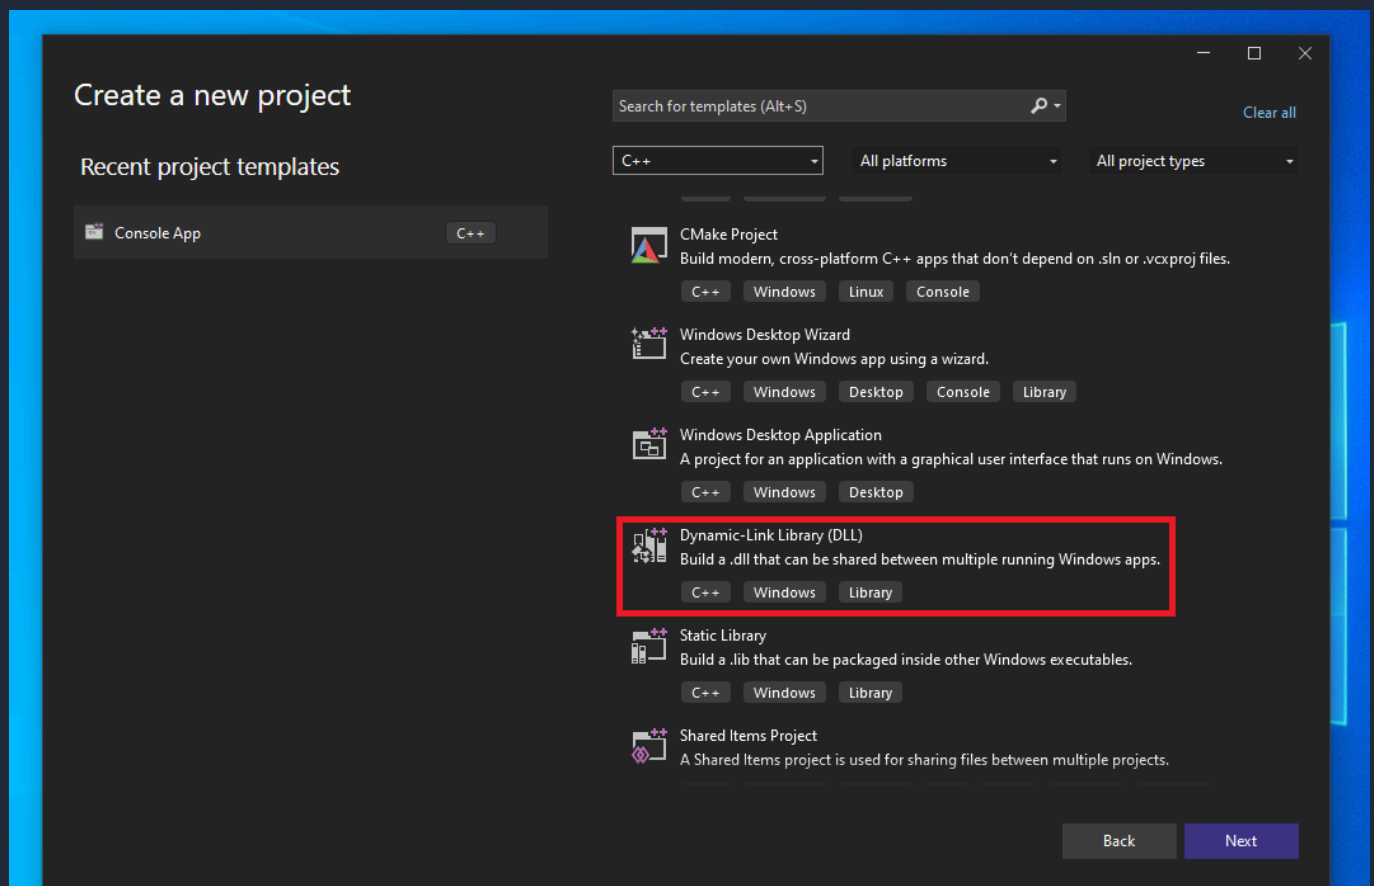 Create a new project
Recent project templates
Console App
C++
Search for templates (Alt+S)
Clear all
C++
All platforms
All project types
CMake Project
Build modern, cross-platform C++ apps that don't depend on .sln or .vcxproj files.
C++ Windows Linux Console
Windows Desktop Wizard
Create your own Windows app using a wizard.
C++ Windows Desktop Console Library
Windows Desktop Application
A project for an application with a graphical user interface that runs on Windows.
C++ Windows Desktop
Dynamic-Link Library (DLL)
Build a .dll that can be shared between multiple running Windows apps.
C++ Windows Library
Static Library
Build a .lib that can be packaged inside other Windows executables.
C++ Windows Library
Shared Items Project
A Shared Items project is used for sharing files between multiple projects.
Back
Next